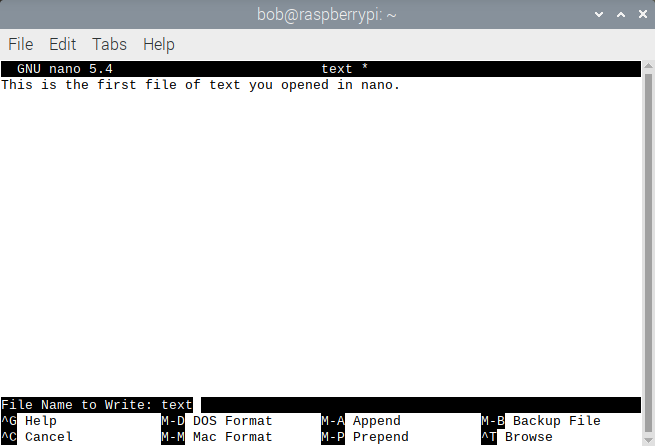 bob@raspberrypi: ~
File Edit Tabs Help
GNU nano 5.4 text *
This is the first file of text you opened in nano.
File Name to Write: text
^G Help M-D DOS Format M-A Append M-B Backup File
^C Cancel M-M Mac Format M-P Prepend ^T Browse